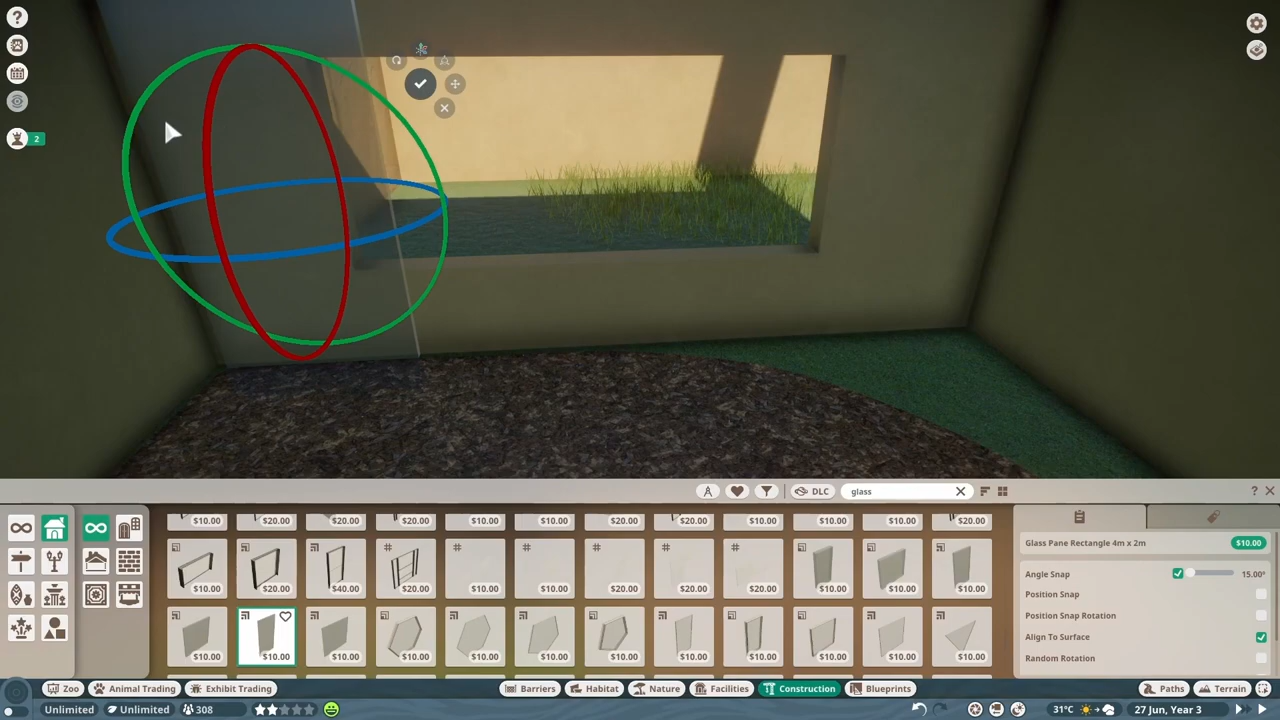 ?
2
DLC
glass
?
$10.00 $20.00 $20.00 $20.00 $10.00 $10.00 $20.00 $20.00 $10.00 $10.00 $10.00 $20.00
$10.00 $20.00 $40.00 $20.00 $10.00 $10.00 $20.00 $10.00 $20.00 $10.00 $10.00 $10.00
$10.00 $10.00 $10.00 $10.00 $10.00 $10.00 $10.00 $10.00 $10.00 $10.00 $10.00 $10.00
Glass Pane Rectangle 4m x 2m $10.00
Angle Snap 15.00°
Position Snap
Position Snap Rotation
Align To Surface
Random Rotation
Zoo Animal Trading Exhibit Trading Barriers Habitat Nature Facilities Construction Blueprints Paths Terrain
Unlimited Unlimited 308 31°C 27 Jun, Year 3